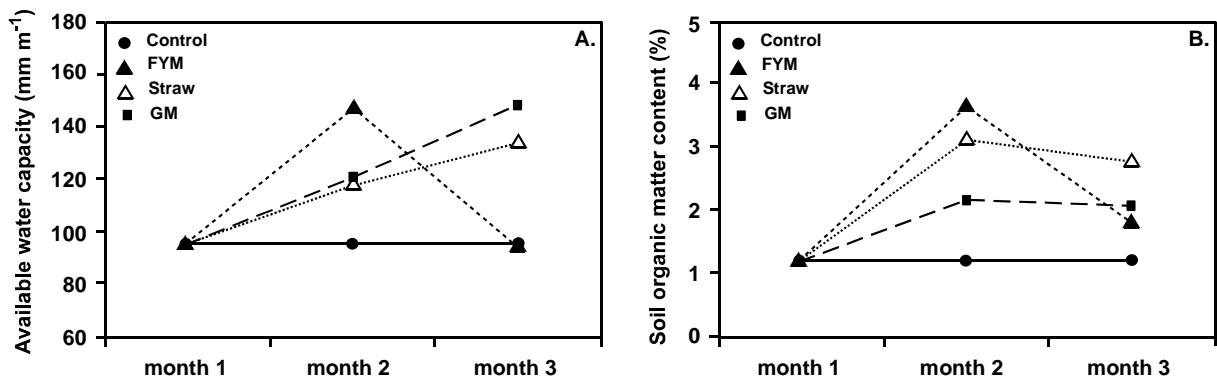 Available water capacity (mm m-1)
180
160
140
120
100
80
60
Control
FYM
Straw
GM
A.
month 1 month 2 month 3
Soil organic matter content (%)
5
4
3
2
1
0
Control
FYM
Straw
GM
B.
month 1 month 2 month 3